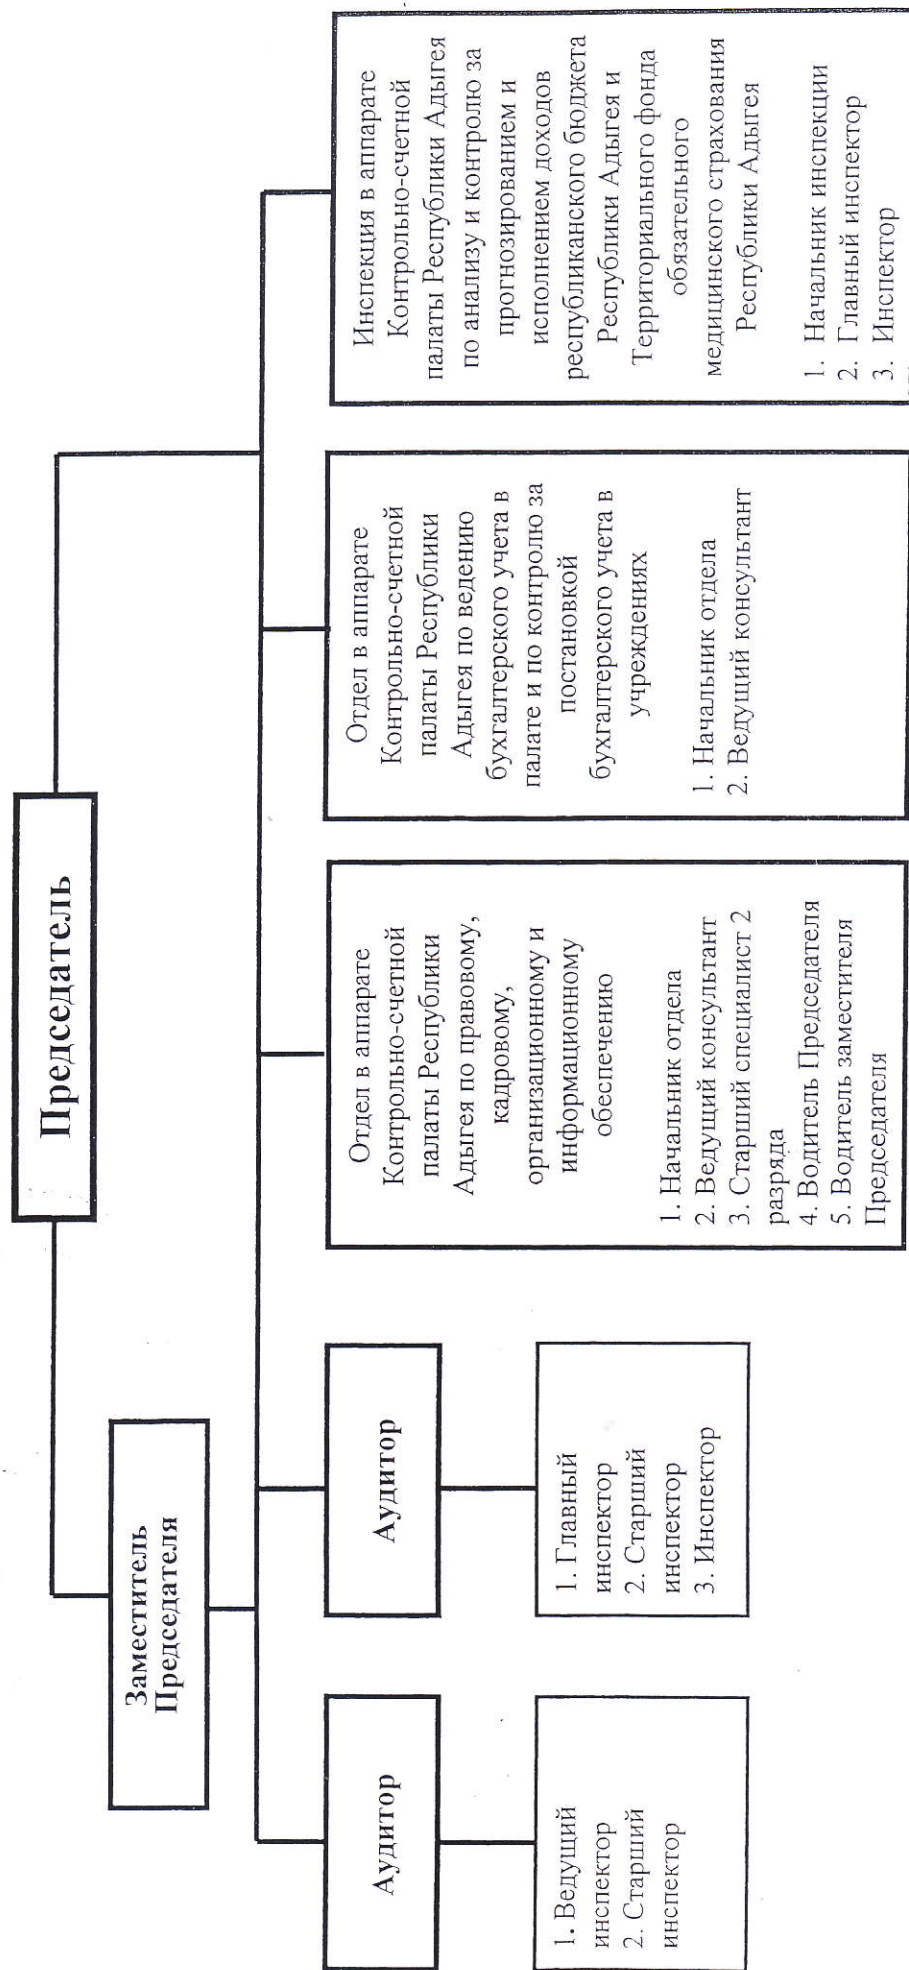 Председатель
Заместитель
Председателя
Аудитор
1. Ведущий
инспектор
2. Старший
инспектор
Аудитор
1. Главный
инспектор
2. Старший
инспектор
3. Инспектор
Отдел в аппарате
Контрольно-счетной
палаты Республики
Адыгея по правовому,
кадровому,
организационному и
информационному
обеспечению
1. Начальник отдела
2. Ведущий консультант
3. Старший специалист 2
разряда
4. Водитель Председателя
5. Водитель заместителя
Председателя
Отдел в аппарате
Контрольно-счетной
палаты Республики
Адыгея по ведению
бухгалтерского учета в
палате и по контролю за
постановкой
бухгалтерского учета в
учреждениях
1. Начальник отдела
2. Ведущий консультант
Инспекция в аппарате
Контрольно-счетной
палаты Республики Адыгея
по анализу и контролю за
прогнозированием и
исполнением доходов
республиканского бюджета
Республики Адыгея и
Территориального фонда
обязательного
медицинского страхования
Республики Адыгея
1. Начальник инспекции
2. Главный инспектор
3. Инспектор